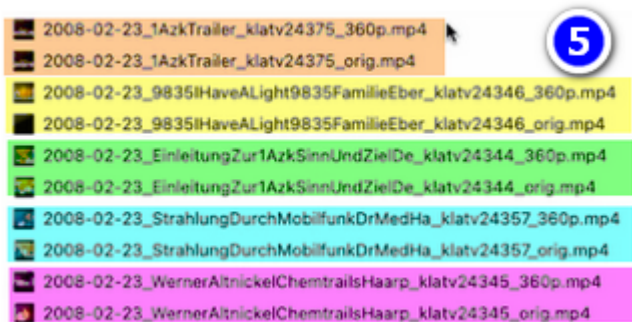 2008-02-23_1AzkTrailer_klatv24375_360p.mp4
5
2008-02-23_1AzkTrailer_klatv24375_orig.mp4
2008-02-23_9835IHaveALight9835FamilieEber_klatv24346_360p.mp4
2008-02-23_9835IHaveALight9835FamilieEber_klatv24346_orig.mp4
2008-02-23_EinleitungZur1AzkSinnUndZielDe_klatv24344_360p.mp4
2008-02-23_EinleitungZur1AzkSinnUndZielDe_klatv24344_orig.mp4
2008-02-23_StrahlungDurchMobilfunkDrMedHa_klatv24357_360p.mp4
2008-02-23_StrahlungDurchMobilfunkDrMedHa_klatv24357_orig.mp4
2008-02-23_WernerAltnickelChemtrailsHaarp_klatv24345_360p.mp4
2008-02-23_WernerAltnickelChemtrailsHaarp_klatv24345_orig.mp4